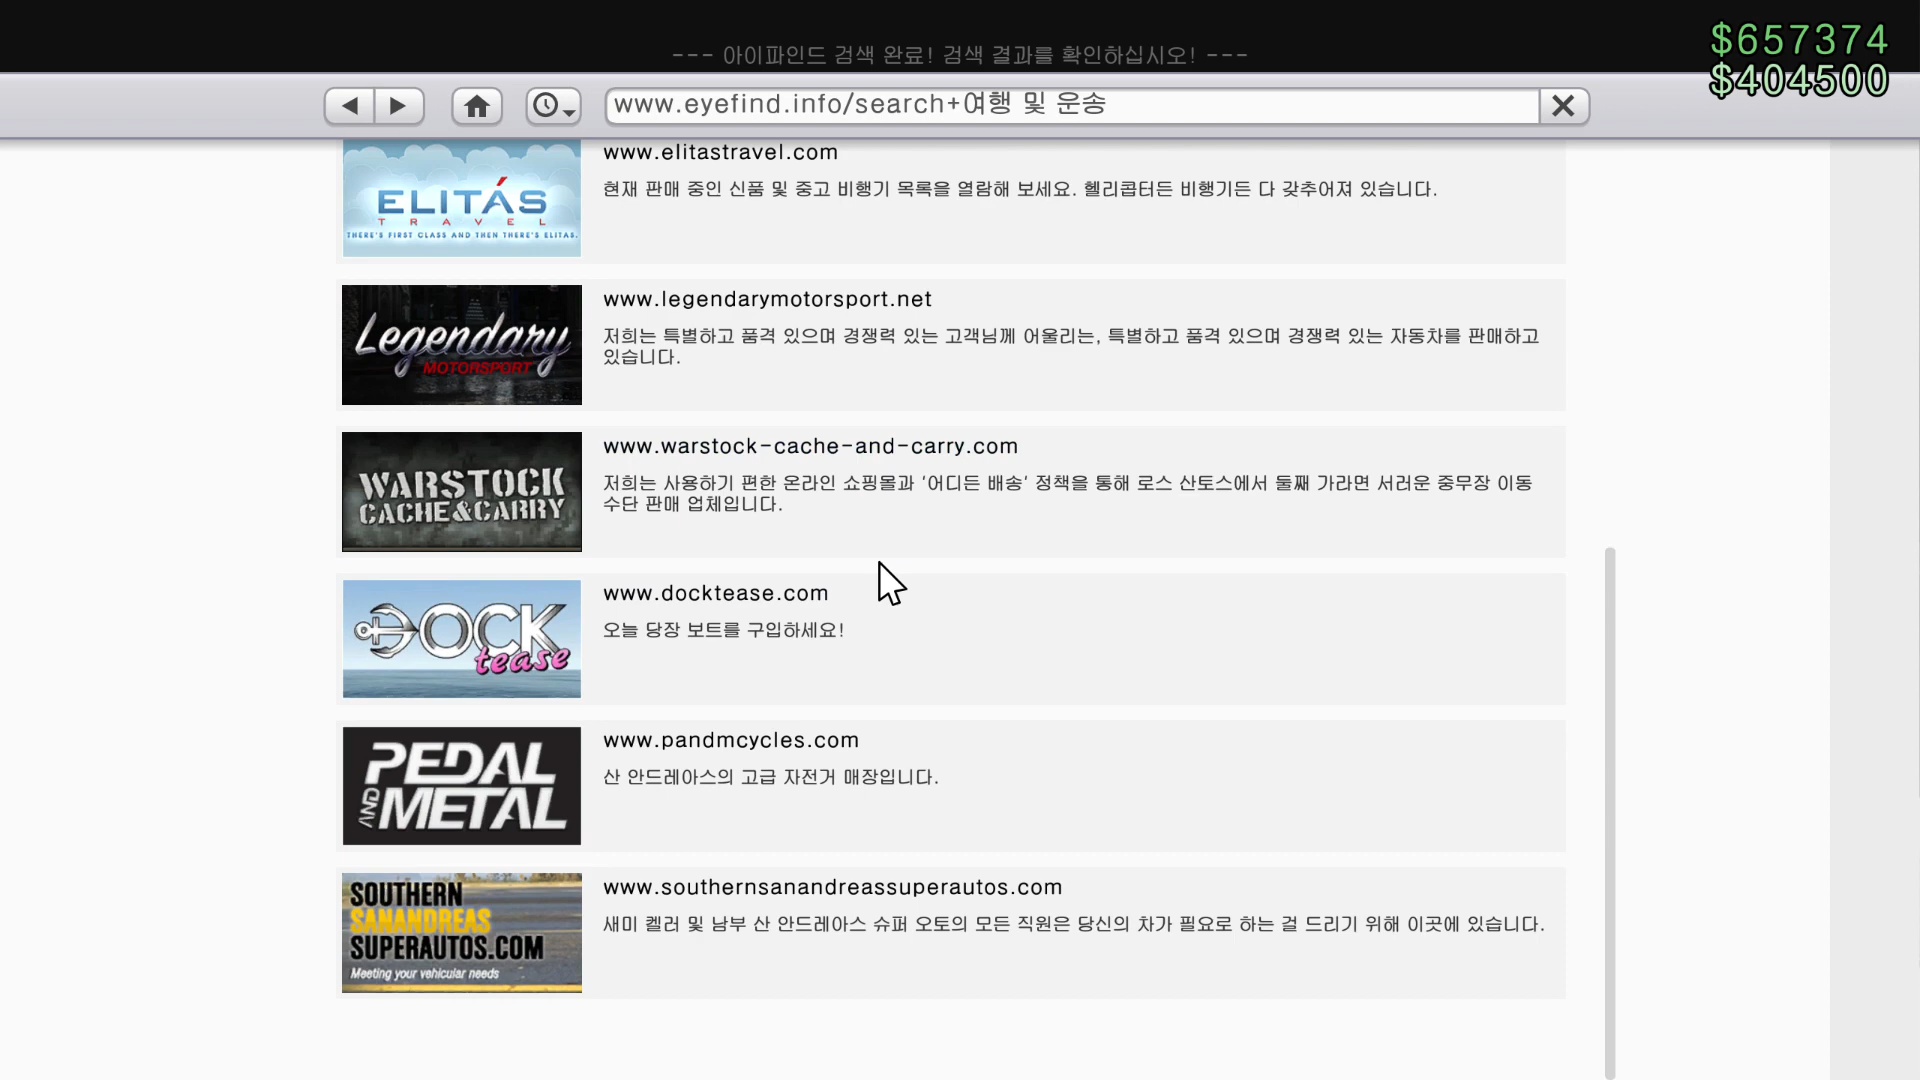 $657374
$404500
--- 아이파인드 검색 완료! 검색 결과를 확인하십시오! ---
www.eyefind.info/search+여행 및 운송
ELITÁS
TRAVEL
THERE'S FIRST CLASS AND THEN THERE'S ELITAS.
www.elitastravel.com
현재 판매 중인 신품 및 중고 비행기 목록을 열람해 보세요. 헬리콥터든 비행기든 다 갖추어져 있습니다.
Legendary
MOTORSPORT
www.legendarymotorsport.net
저희는 특별하고 품격 있으며 경쟁력 있는 고객님께 어울리는, 특별하고 품격 있으며 경쟁력 있는 자동차를 판매하고
있습니다.
WARSTOCK
CACHE&CARRY
www.warstock-cache-and-carry.com
저희는 사용하기 편한 온라인 쇼핑몰과 '어디든 배송' 정책을 통해 로스 산토스에서 둘째 가라면 서러운 중무장 이동
수단 판매 업체입니다.
DOCK
tease
www.docktease.com
오늘 당장 보트를 구입하세요!
PEDAL
AND METAL
www.pandmcycles.com
산 안드레아스의 고급 자전거 매장입니다.
SOUTHERN
SANANDREAS
SUPERAUTOS.COM
Meeting your vehicular needs
www.southernsanandreassuperautos.com
새미 켈러 및 남부 산 안드레아스 슈퍼 오토의 모든 직원은 당신의 차가 필요로 하는 걸 드리기 위해 이곳에 있습니다.